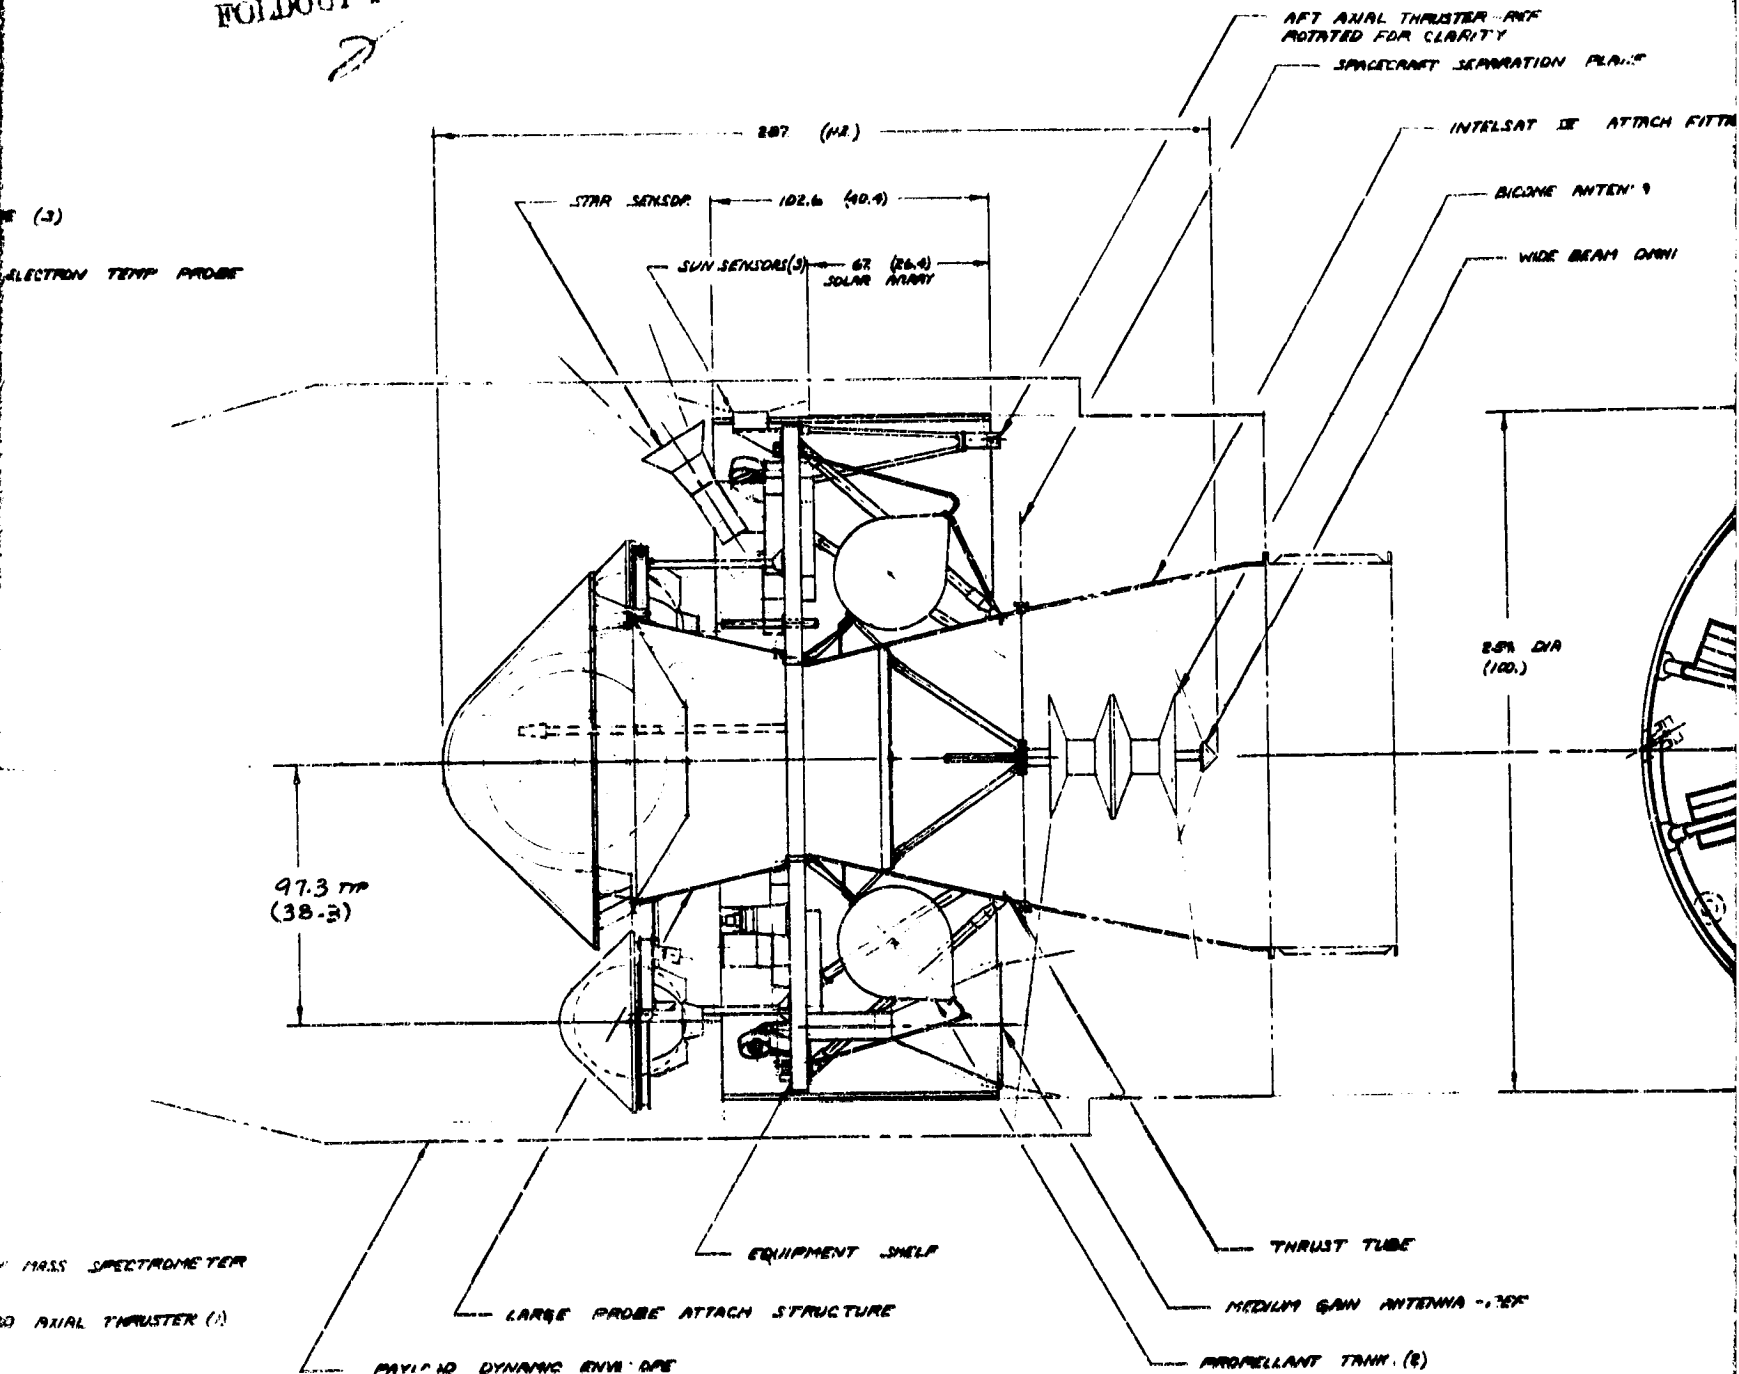 FOLDOUT
2
AFT AXIAL THRUSTER-REF
ROTATED FOR CLARITY
SPACECRAFT SEPARATION
INTELSAT III ATTACH
287. (112.)
STAR SENSOR
102.6 (40.4)
BICONE
(3)
SUN SENSORS(3)
67. (26.4)
SOLAR ARRAY
WIDE BEAM OMNI
ELECTRON TEMP PROBE
254. DIA
(100.)
97.3 TYP
(38.3)
MASS SPECTROMETER
AXIAL THRUSTER
EQUIPMENT SHELF
THRUST TUBE
LARGE PROBE ATTACH STRUCTURE
MEDIUM GAIN ANTENNA
DYNAMIC
PROPELLANT TANK (2)